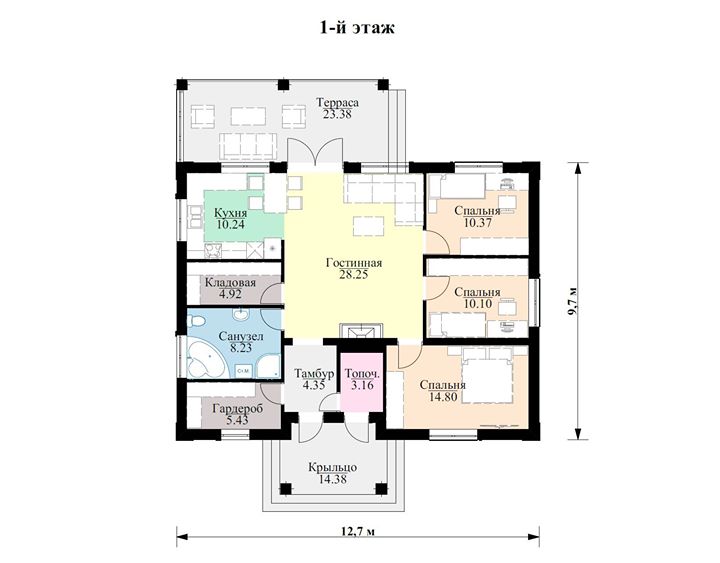 1-й этаж
Терраса
23.38
Кухня
10.24
Спальня
10.37
Гостинная
28.25
Кладовая
4.92
Спальня
10.10
Санузел
8.23
С\М
Тамбур
4.35
Топоч.
3.16
Спальня
14.80
Гардероб
5.43
Крыльцо
14.38
9,7 м
12,7 м